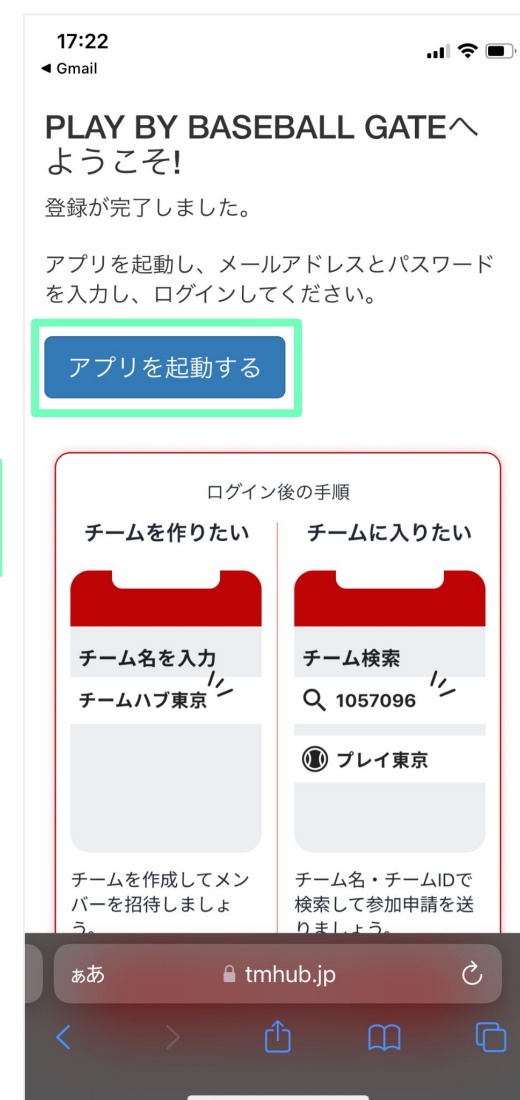 17:22
◀ Gmail
PLAY BY BASEBALL GATEへ
ようこそ!
登録が完了しました。
アプリを起動し、メールアドレスとパスワード
を入力し、ログインしてください。
アプリを起動する
ログイン後の手順
チームを作りたい
チーム名を入力
チームハブ東京
チームを作成してメン
バーを招待しましょ
う。
チームに入りたい
チーム検索
1057096
プレイ東京
チーム名・チームIDで
検索して参加申請を送
りましょう。
ぁあ
tmhub.jp